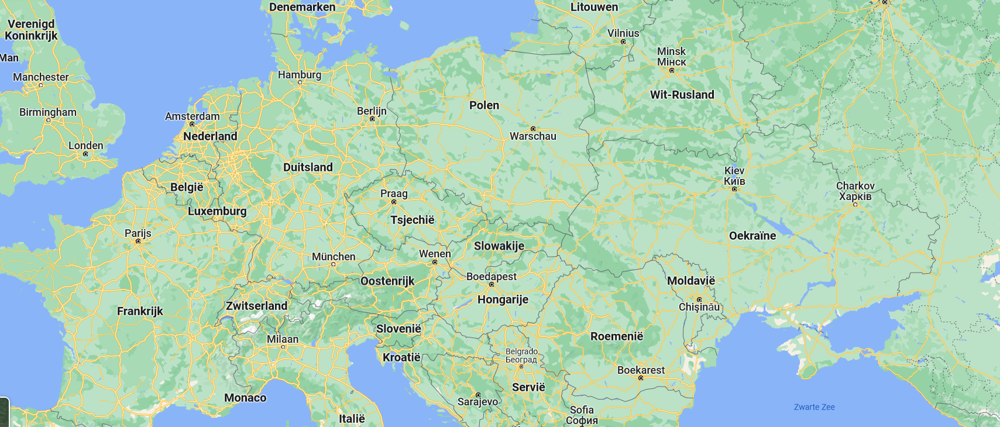 Denemarken
Litouwen
Verenigd
Koninkrijk
Vilnius
Man
Minsk
Мінск
Manchester
Hamburg
Wit-Rusland
Polen
Birmingham
Berlijn
Amsterdam
Nederland
Warschau
Londen
Duitsland
Kiev
Київ
België
Charkov
Харків
Praag
Luxemburg
Tsjechië
Parijs
Oekraïne
Slowakije
München
Wenen
Boedapest
Oostenrijk
Moldavië
Hongarije
Zwitserland
Chişinău
Frankrijk
Slovenië
Roemenië
Milaan
Belgrado
Београд
Kroatië
Boekarest
Servië
Monaco
Sarajevo
Zwarte Zee
Sofia
София
Italië